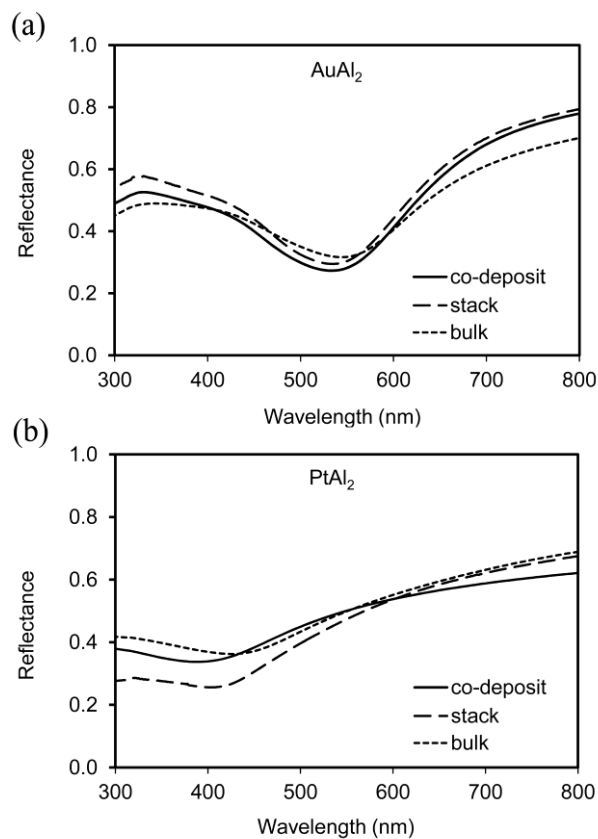 (a)
AuAl2
Reflectance
1.0
0.8
0.6
0.4
0.2
0.0
co-deposit
stack
bulk
300 400 500 600 700 800
Wavelength (nm)
(b)
PtAl2
Reflectance
1.0
0.8
0.6
0.4
0.2
0.0
co-deposit
stack
bulk
300 400 500 600 700 800
Wavelength (nm)